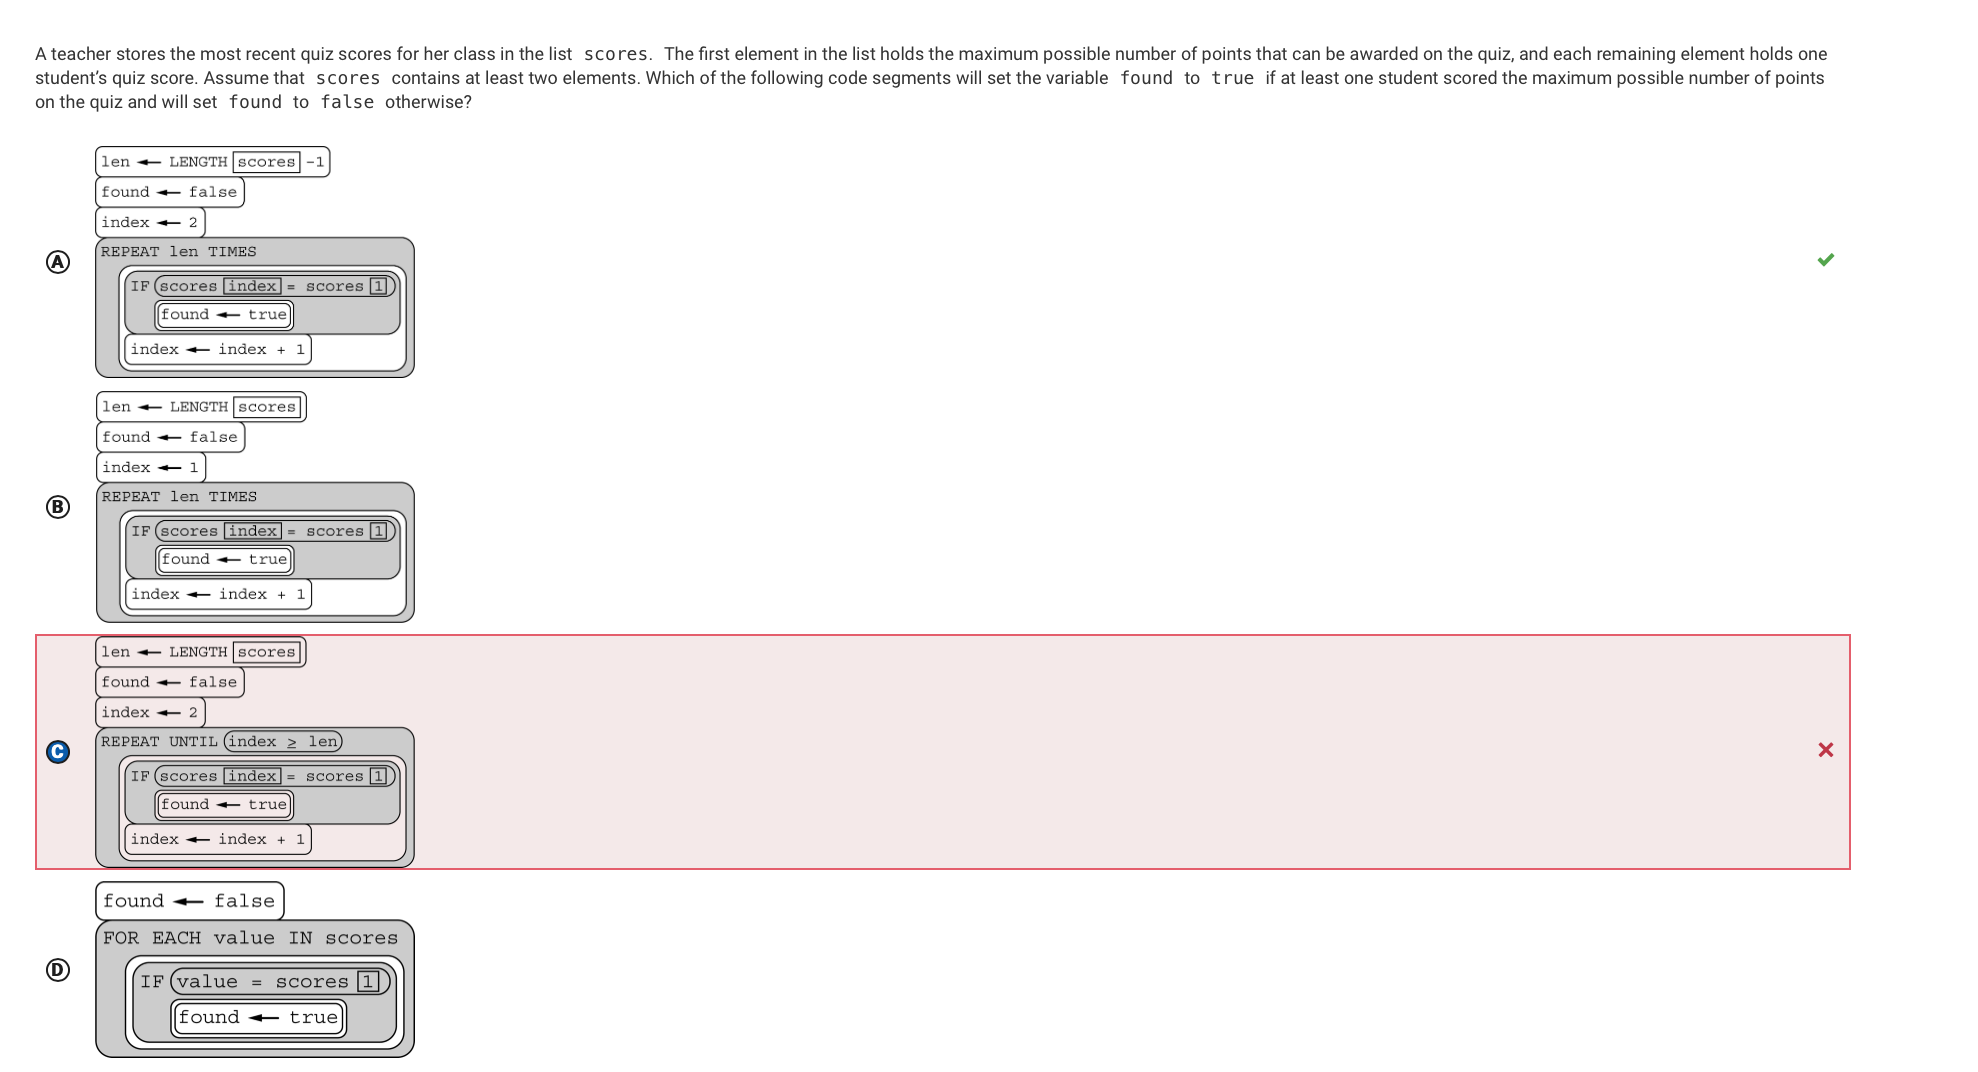 A teacher stores the most recent quiz scores for her class in the list scores. The first element in the list holds the maximum possible number of points that can be awarded on the quiz, and each remaining element holds one
student’s quiz score. Assume that scores contains at least two elements. Which of the following code segments will set the variable found to true if at least one student scored the maximum possible number of points
on the quiz and will set found to false otherwise?
A
len ← LENGTH scores -1
found ← false
index ← 2
REPEAT len TIMES
IF scores index = scores 1
found ← true
index ← index + 1
B
len ← LENGTH scores
found ← false
index ← 1
REPEAT len TIMES
IF scores index = scores 1
found ← true
index ← index + 1
C
len ← LENGTH scores
found ← false
index ← 2
REPEAT UNTIL index ≥ len
IF scores index = scores 1
found ← true
index ← index + 1
D
found ← false
FOR EACH value IN scores
IF value = scores 1
found ← true